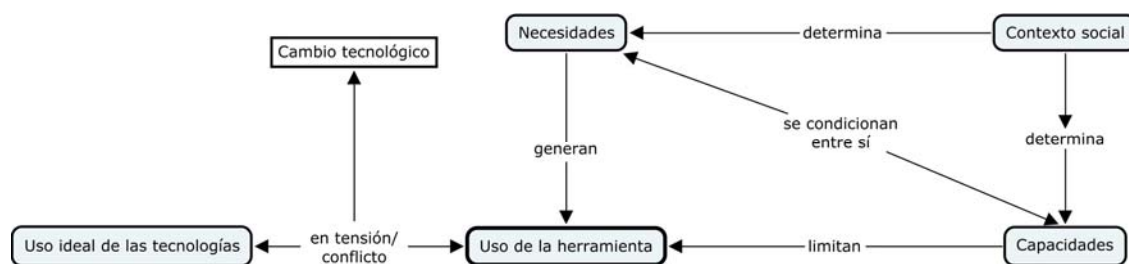 Necesidades
determina
Contexto social
Cambio tecnológico
se condicionan
entre sí
generan
determina
Uso ideal de las tecnologías
en tensión/
conflicto
Uso de la herramienta
limitan
Capacidades